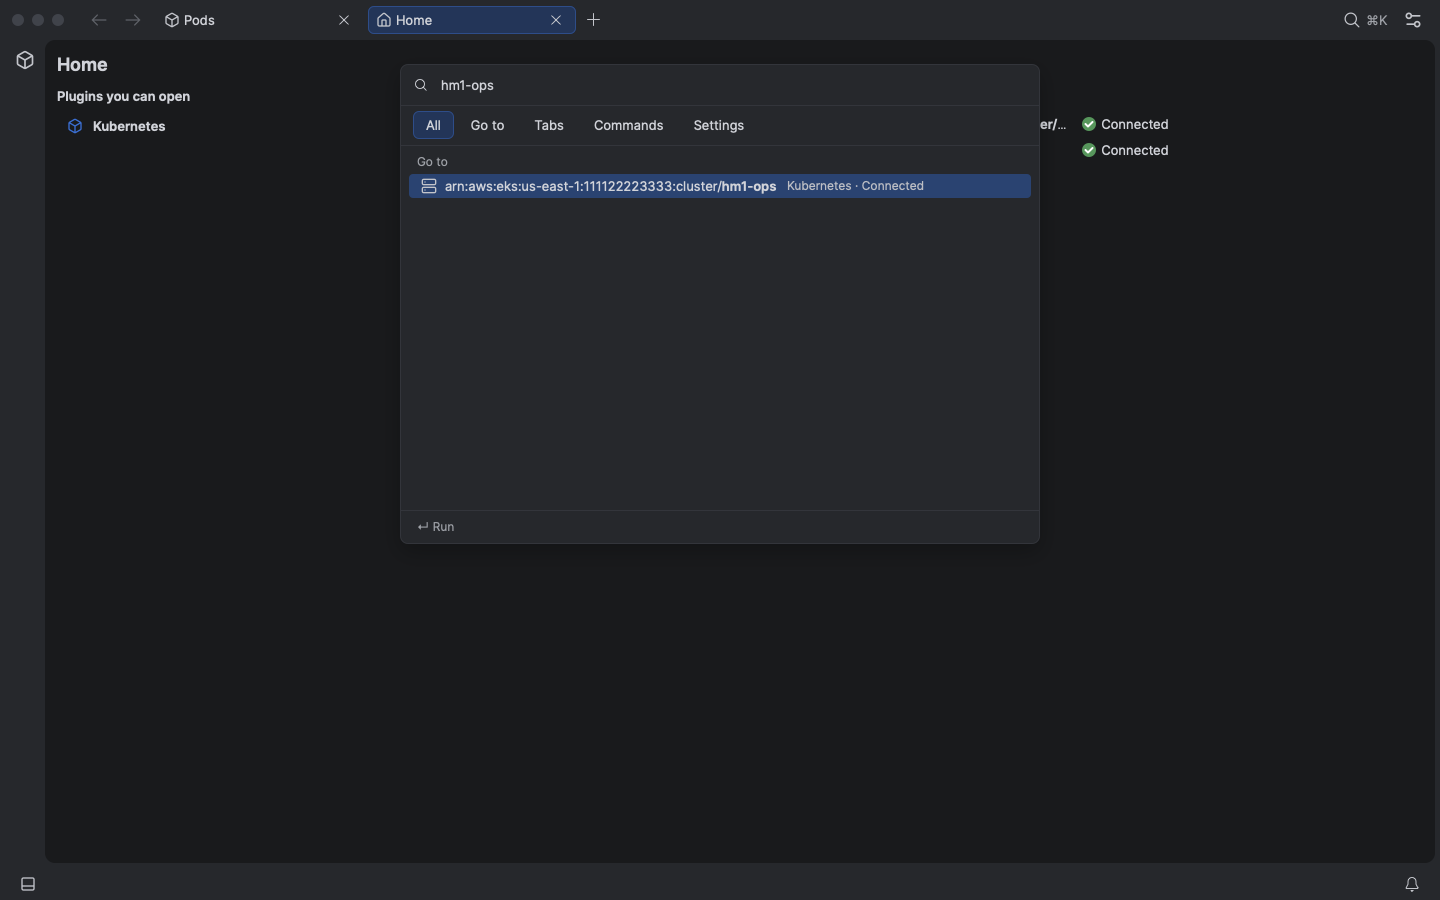 Pods
Home
⌘K
Home
Plugins you can open
Kubernetes
hm1-ops
All
Go to
Tabs
Commands
Settings
er/...
Connected
Connected
Go to
arn:aws:eks:us-east-1:111122223333:cluster/hm1-ops Kubernetes · Connected
↵ Run